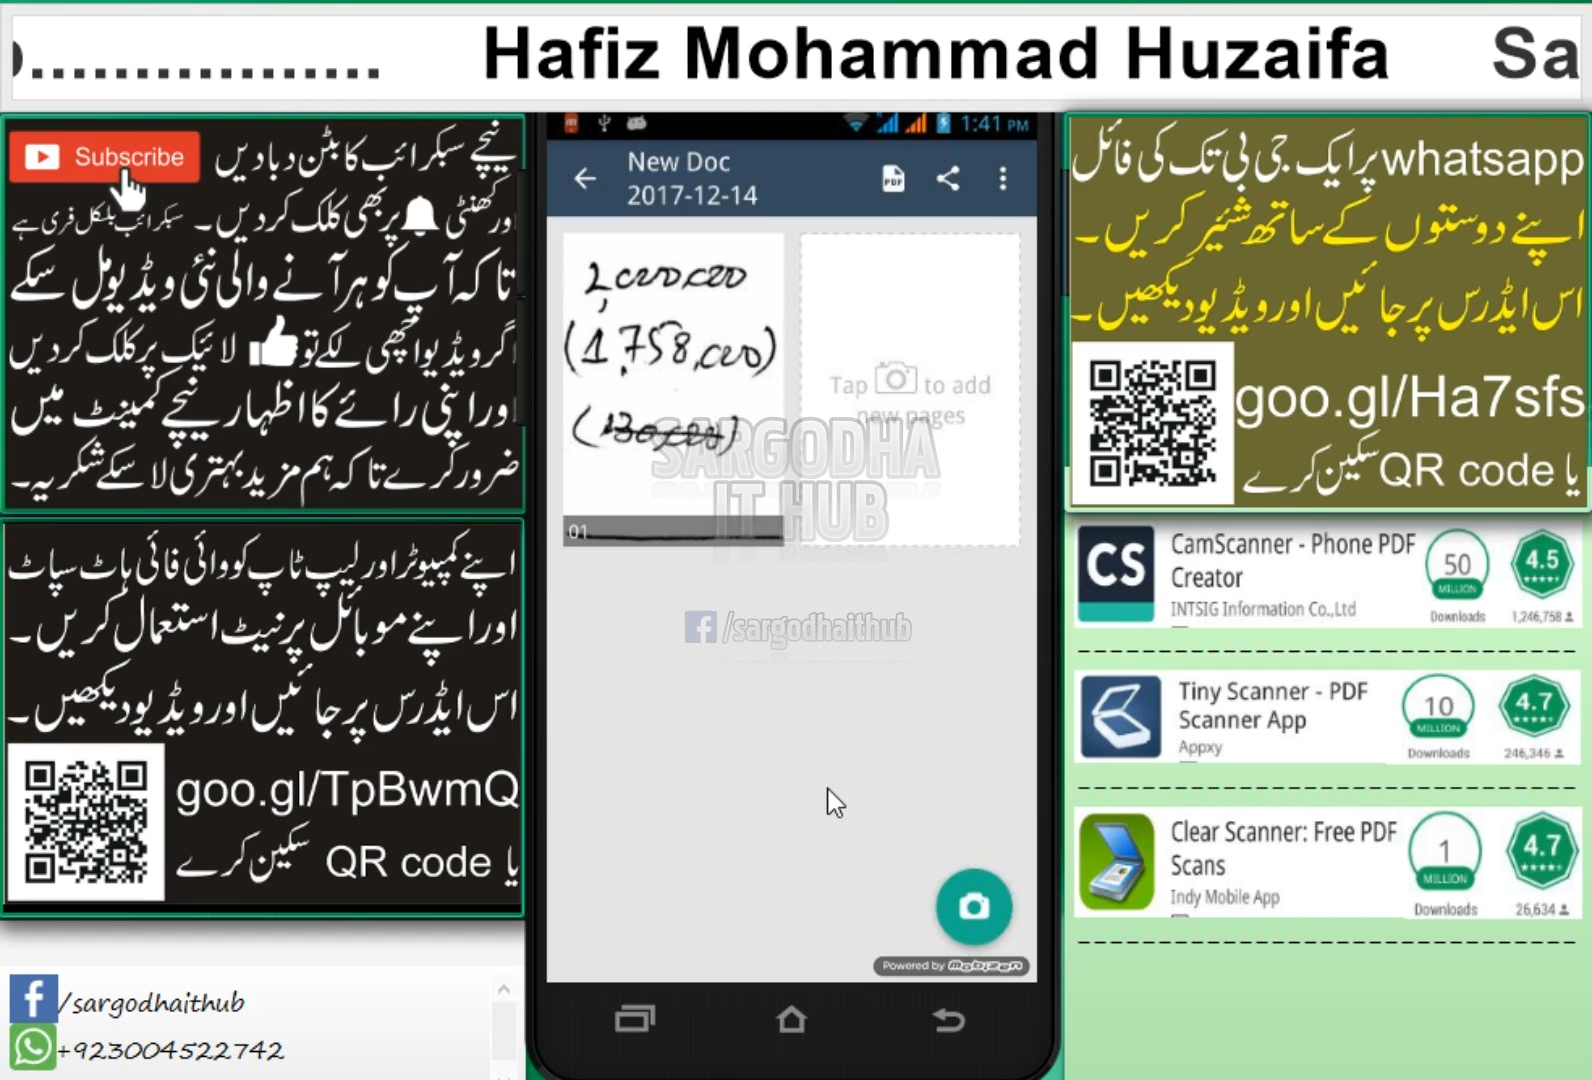 Hafiz Mohammad Huzaifa Sa
Subscribe نیچے سبکرائب کا بٹن دبا دیں
اور گھنٹی پر بھی کلک کر دیں۔ سبکرائب بلکل فری ہے
تاکہ آپ کو ہر آنے والی نئی ویڈیو مل سکے
اگر ویڈیو اچھی لگے تو لائیک پر کلک کر دیں
اور اپنی رائے کا اظہار نیچے کمینٹ میں
ضرور کرے تاکہ ہم مزید بہتری لا سکے شکریہ۔
اپنے کمپیوٹر اور لیپ ٹاپ کو وائی فائی ہاٹ سپاٹ
اور اپنے موبائل پر نیٹ استعمال کریں۔
اس ایڈرس پر جائیں اور ویڈیو دیکھیں۔
goo.gl/TpBwmQ
یا QR code سکین کرے
/sargodhaithub
+923004522742
1:41 PM
New Doc
2017-12-14
PDF
(1,758,000)
01
Tap to add
new pages
SARGODHA
IT HUB
/sargodhaithub
Powered by Mobizen
whatsapp پر ایک جی بی تک کی فائل
اپنے دوستوں کے ساتھ شئیر کریں۔
اس ایڈرس پر جائیں اور ویڈیو دیکھیں۔
goo.gl/Ha7sfs
یا QR code سکین کرے
CS
CamScanner - Phone PDF
Creator
INTSIG Information Co.,Ltd
50
MILLION
Downloads
4.5
1,246,758
Tiny Scanner - PDF
Scanner App
Appxy
10
MILLION
Downloads
4.7
246,346
Clear Scanner: Free PDF
Scans
Indy Mobile App
1
MILLION
Downloads
4.7
26,634